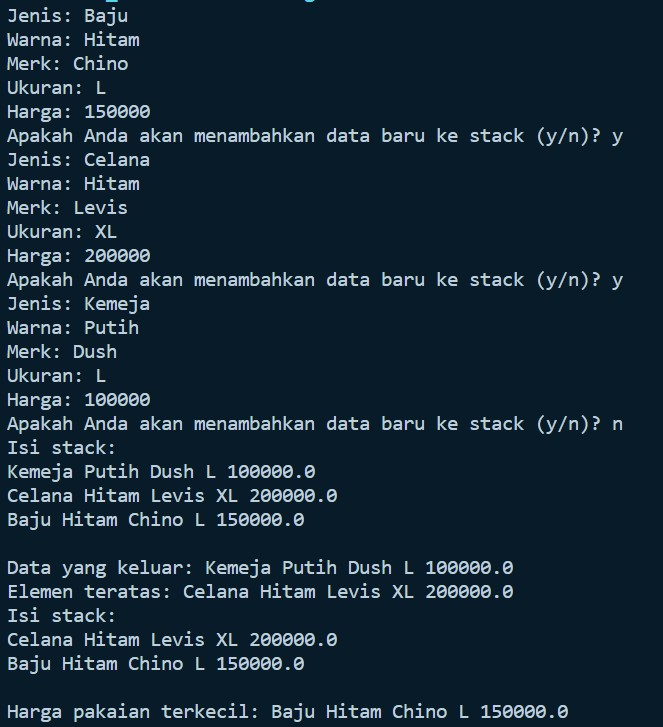 Jenis: Baju
Warna: Hitam
Merk: Chino
Ukuran: L
Harga: 150000
Apakah Anda akan menambahkan data baru ke stack (y/n)? y
Jenis: Celana
Warna: Hitam
Merk: Levis
Ukuran: XL
Harga: 200000
Apakah Anda akan menambahkan data baru ke stack (y/n)? y
Jenis: Kemeja
Warna: Putih
Merk: Dush
Ukuran: L
Harga: 100000
Apakah Anda akan menambahkan data baru ke stack (y/n)? n
Isi stack:
Kemeja Putih Dush L 100000.0
Celana Hitam Levis XL 200000.0
Baju Hitam Chino L 150000.0

Data yang keluar: Kemeja Putih Dush L 100000.0
Elemen teratas: Celana Hitam Levis XL 200000.0
Isi stack:
Celana Hitam Levis XL 200000.0
Baju Hitam Chino L 150000.0

Harga pakaian terkecil: Baju Hitam Chino L 150000.0